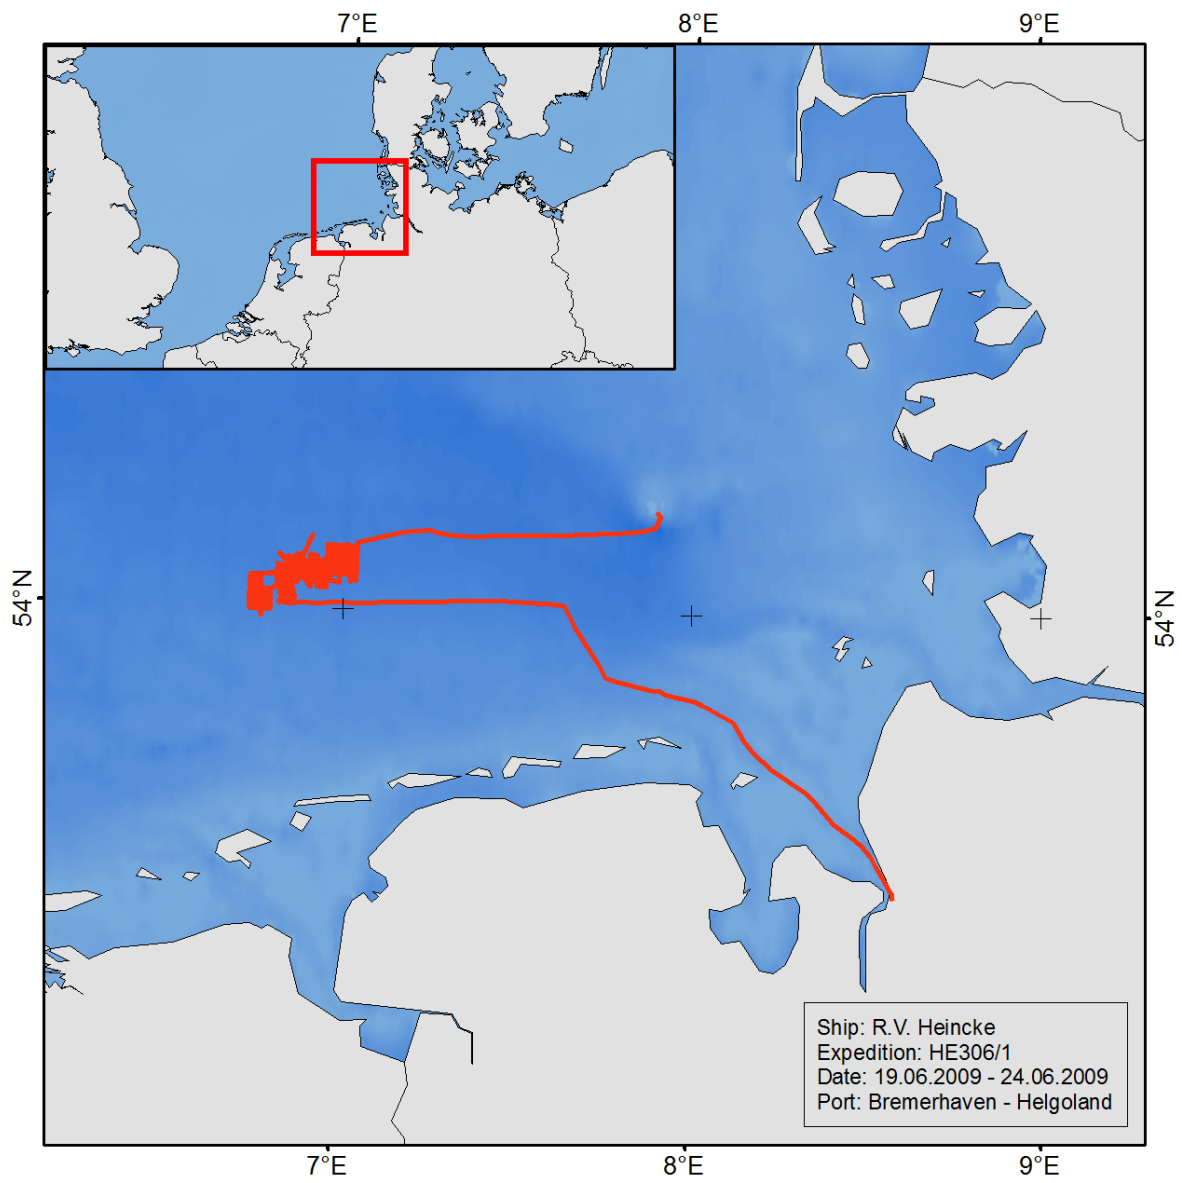 7°E 8°E 9°E
54°N
54°N
Ship: R.V. Heincke
Expedition: HE306/1
Date: 19.06.2009 - 24.06.2009
Port: Bremerhaven - Helgoland
7°E 8°E 9°E